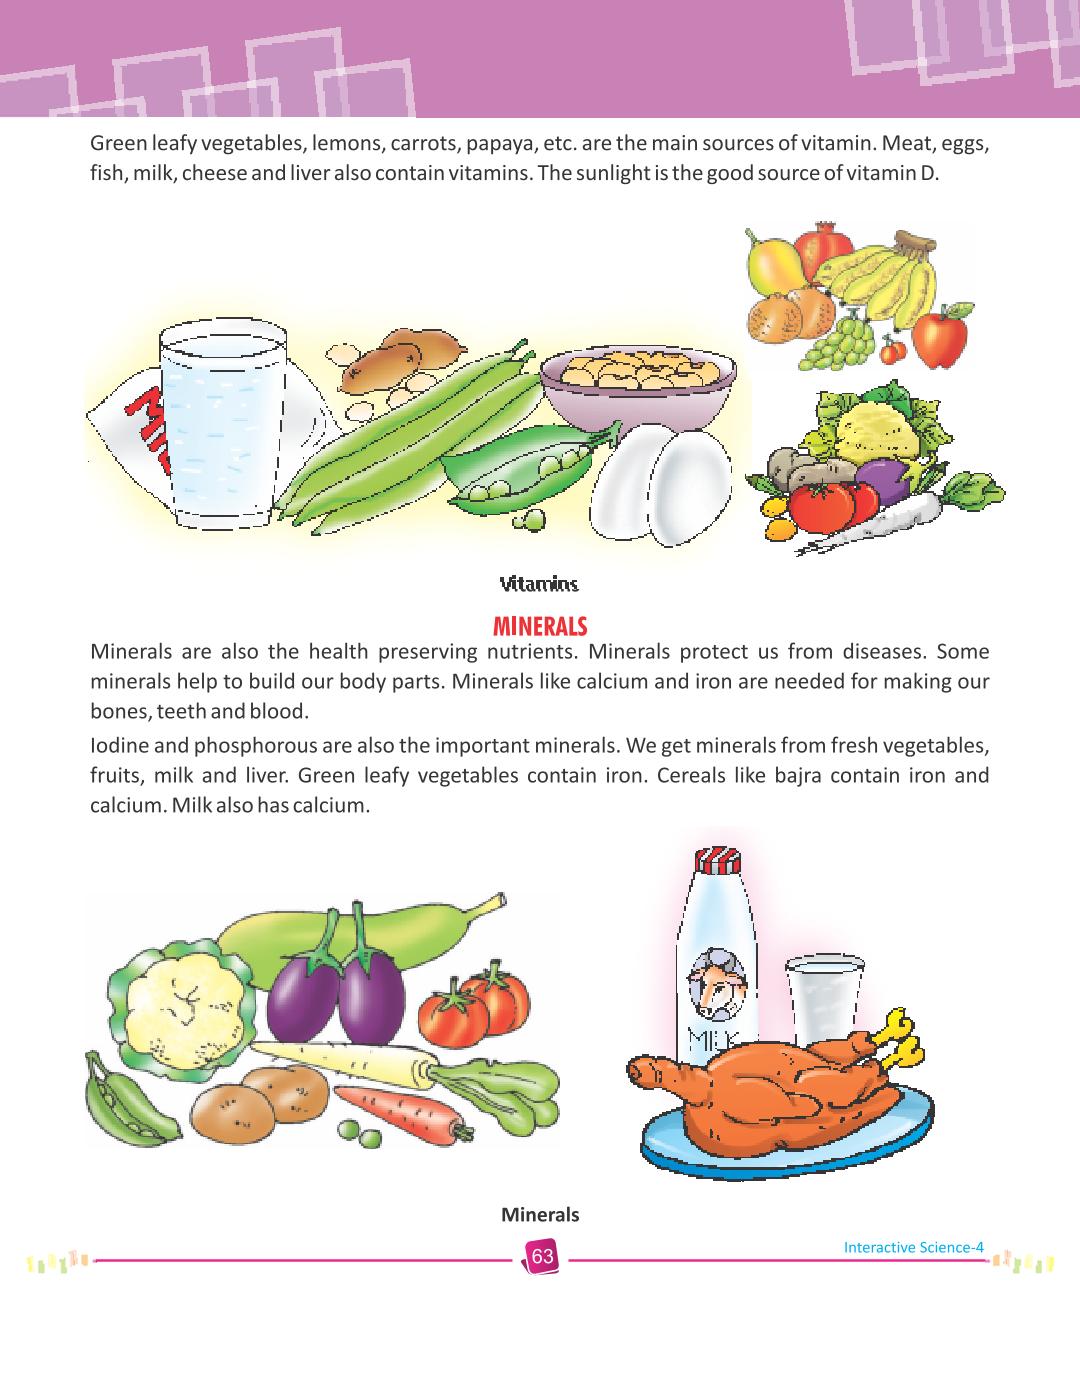 Green leafy vegetables, lemons, carrots, papaya, etc. are the main sources of vitamin. Meat, eggs,
fish, milk, cheese and liver also contain vitamins. The sunlight is the good source of vitamin D.
Vitamins
MINERALS
Minerals are also the health preserving nutrients. Minerals protect us from diseases. Some
minerals help to build our body parts. Minerals like calcium and iron are needed for making our
bones, teeth and blood.
Iodine and phosphorous are also the important minerals. We get minerals from fresh vegetables,
fruits, milk and liver. Green leafy vegetables contain iron. Cereals like bajra contain iron and
calcium. Milk also has calcium.
MILK
Minerals
63
Interactive Science-4